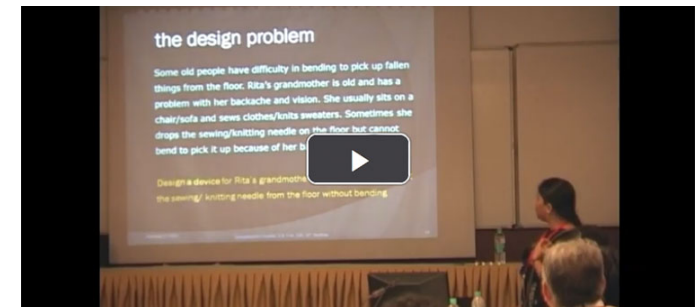 the design problem
Some old people have difficulty in bending to pick up fallen
things from the floor. Rita's grandmother is old and has a
problem with her backache and vision. She usually sits on a
chair/sofa and sews clothes/knits sweaters. Sometimes she
drops the sewing/knitting needle on the floor but cannot
bend to pick it up because of her
Design a device for Rita's
the sewing/ knitting needle from the floor without bending